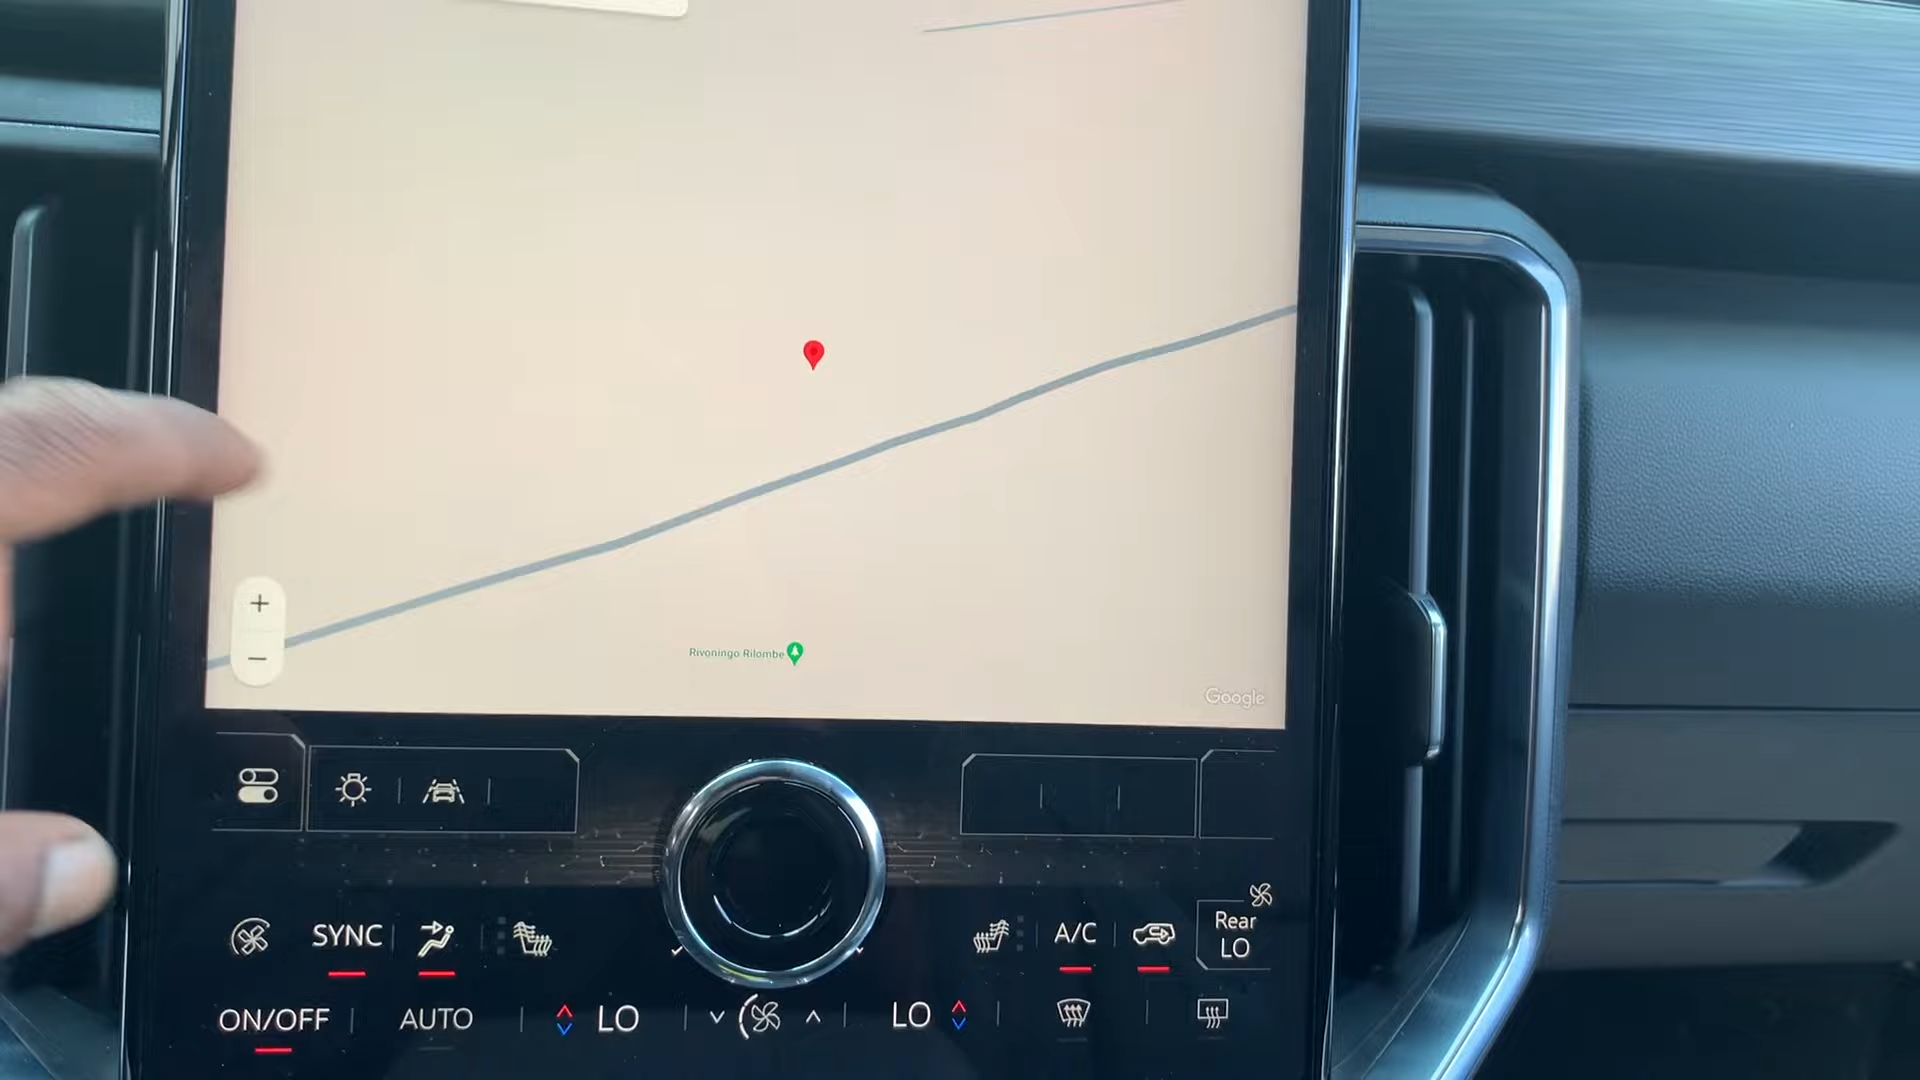 Rivoningo Rilombe
Google
SYNC
A/C
Rear
LO
ON/OFF
AUTO
LO
LO